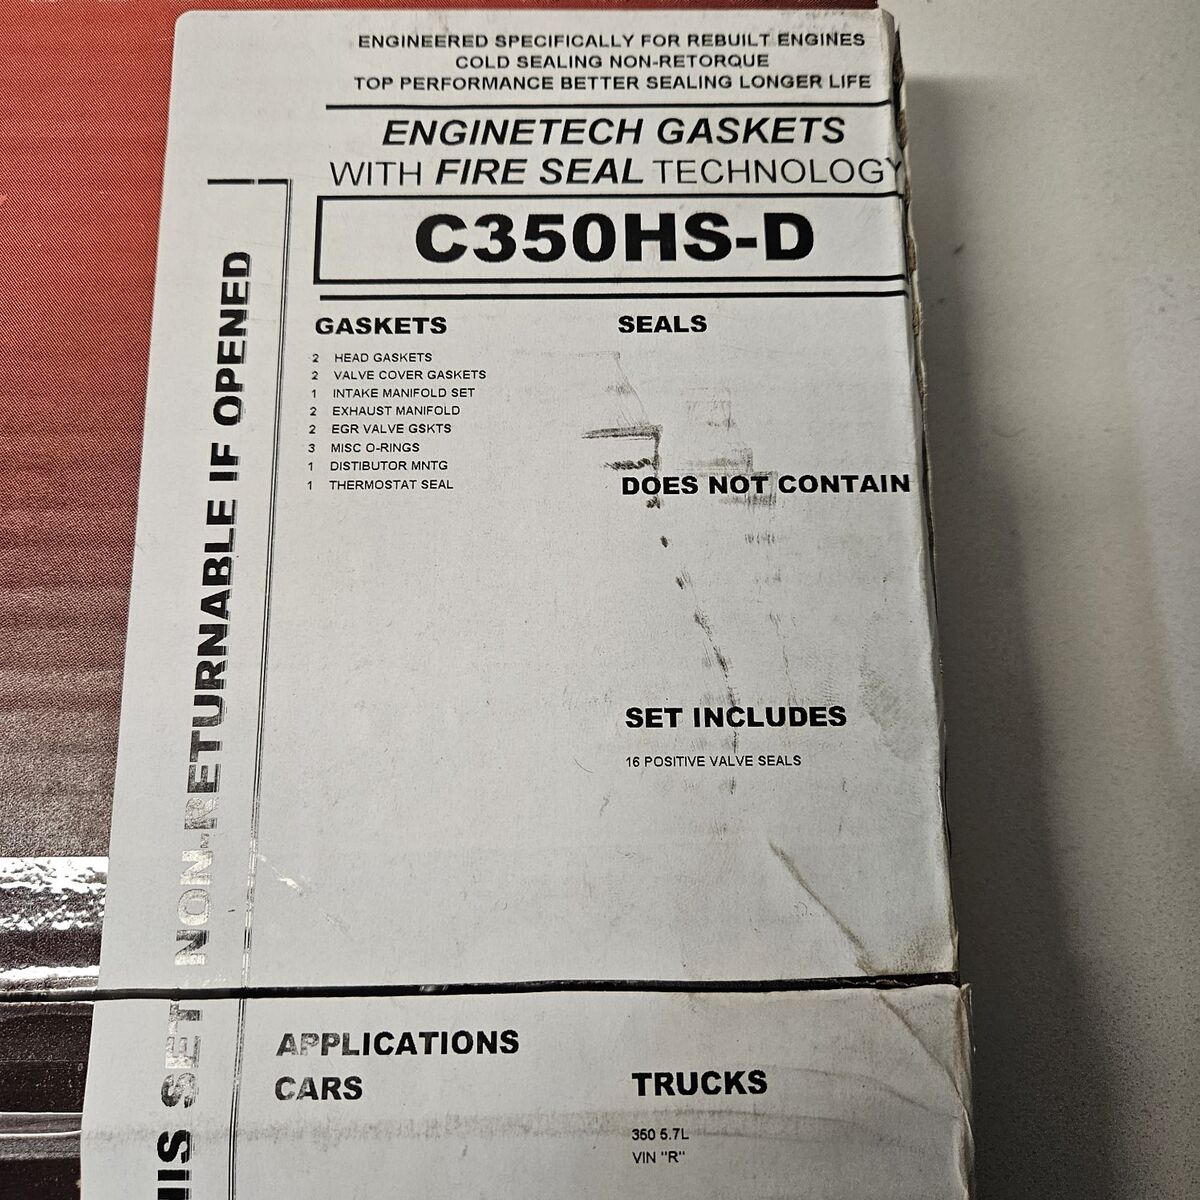 ENGINEERED SPECIFICALLY FOR REBUILT ENGINES
COLD SEALING NON-RETORQUE
TOP PERFORMANCE BETTER SEALING LONGER LIFE
ENGINETECH GASKETS
WITH FIRE SEAL TECHNOLOGY
C350HS-D
GASKETS
2 HEAD GASKETS
2 VALVE COVER GASKETS
1 INTAKE MANIFOLD SET
2 EXHAUST MANIFOLD
2 EGR VALVE GSKTS
3 MISC O-RINGS
1 DISTIBUTOR MNTG
1 THERMOSTAT SEAL
SEALS
DOES NOT CONTAIN
SET INCLUDES
16 POSITIVE VALVE SEALS
HIS SET NON-RETURNABLE IF OPENED
APPLICATIONS
CARS
TRUCKS
350 5.7L
VIN "R"